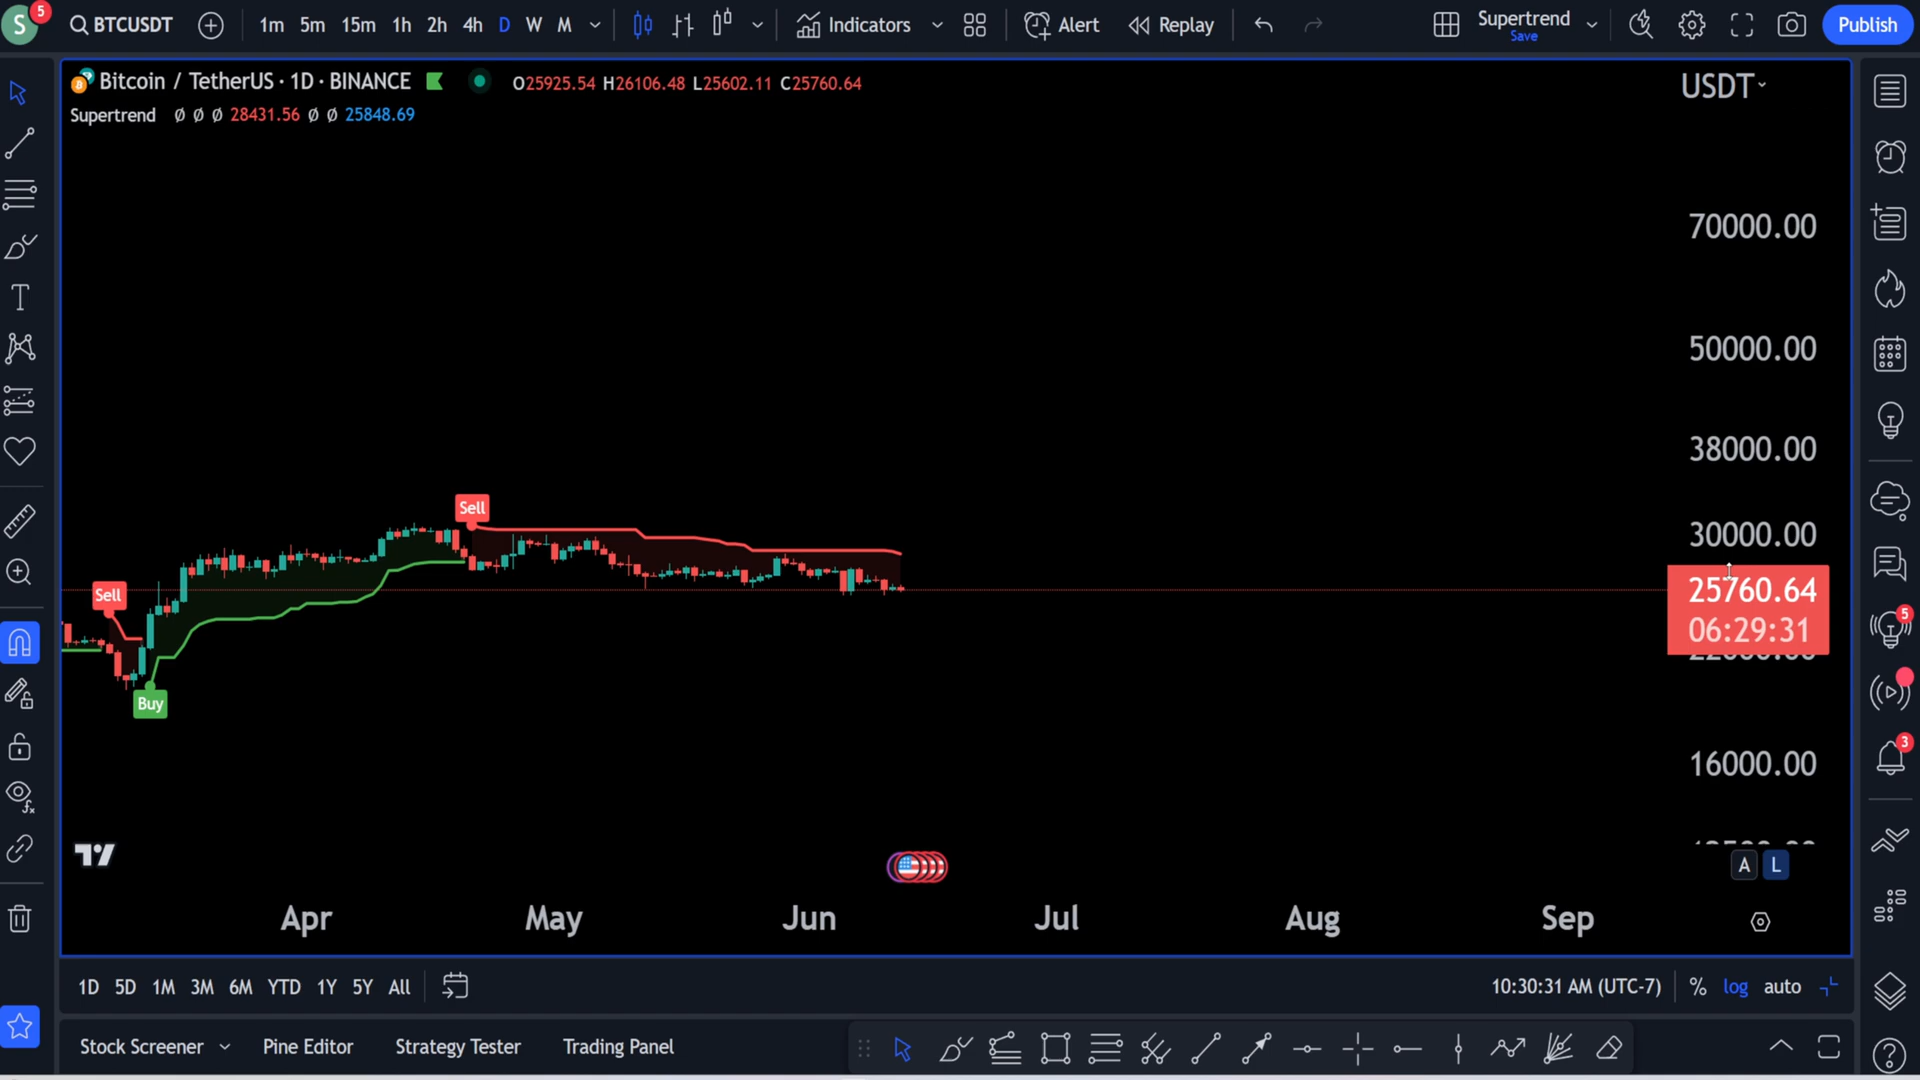 S 5 BTCUSDT 1m 5m 15m 1h 2h 4h D W M Indicators Alert Replay Supertrend Save Publish
Bitcoin / TetherUS · 1D · BINANCE O25925.54 H26106.48 L25602.11 C25760.64 USDT
Supertrend Ø Ø Ø 28431.56 Ø Ø 25848.69
70000.00
50000.00
38000.00
Sell
30000.00
Sell
25760.64
06:29:31
5
Buy
3
16000.00
A L
Apr May Jun Jul Aug Sep
1D 5D 1M 3M 6M YTD 1Y 5Y All 10:30:31 AM (UTC-7) % log auto
Stock Screener Pine Editor Strategy Tester Trading Panel